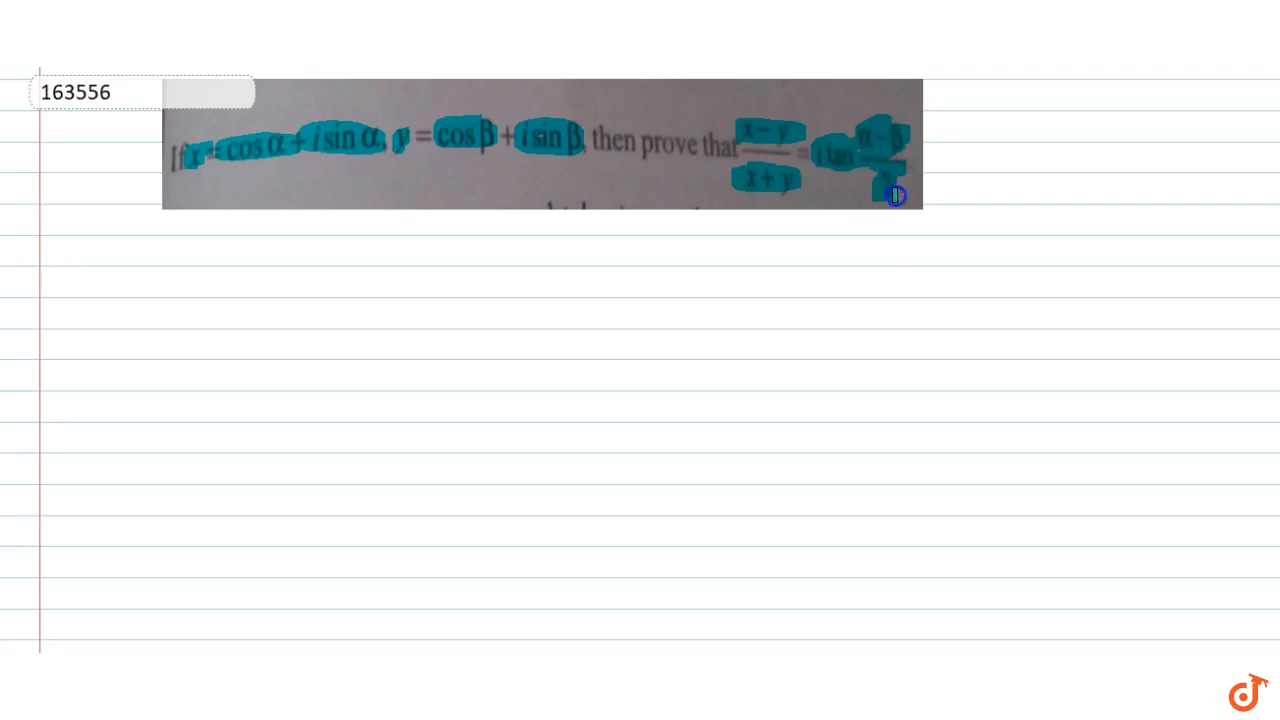 163556
If x = cos α + i sin α, y = cos β + i sin β, then prove that (x − y)/(x + y) = i tan (α − β)/2